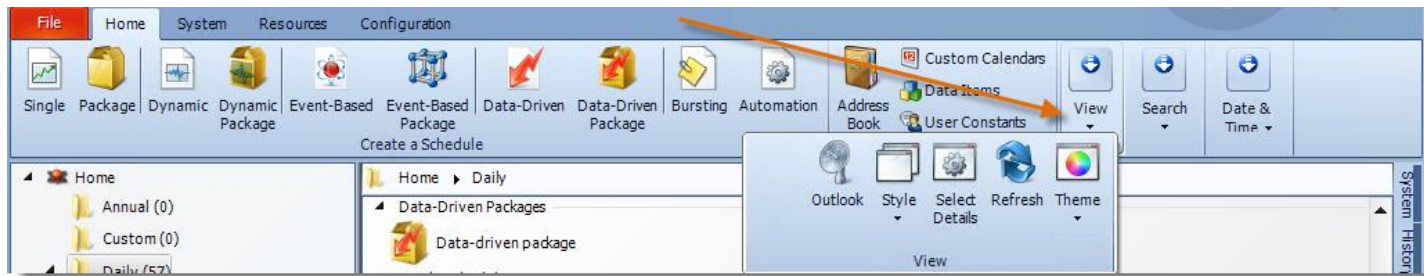 File Home System Resources Configuration
Single Package Dynamic Dynamic Package Event-Based Event-Based Package Data-Driven Data-Driven Package Bursting Automation Address Book
Custom Calendars
Data Items
User Constants
View Search Date & Time
Create a Schedule
Outlook Style Select Details Refresh Theme
View
Home
Annual (0)
Custom (0)
Daily (57)
Home Daily
Data-Driven Packages
Data-driven package
System Histor